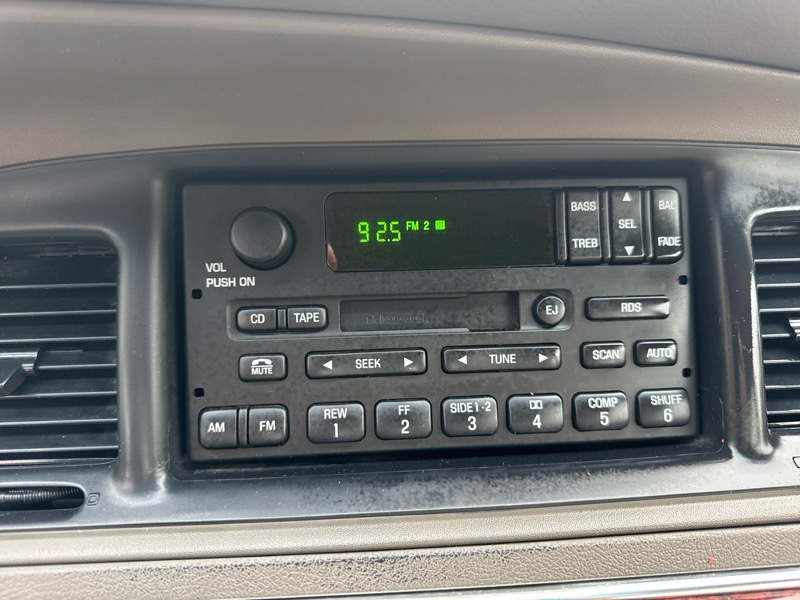 92.5 FM 2
BASS
TREB
SEL
BAL
FADE
VOL
PUSH ON
CD
TAPE
EJ
RDS
MUTE
SEEK
TUNE
SCAN
AUTO
AM
FM
REW
1
FF
2
SIDE 1-2
3
4
COMP
5
SHUFF
6